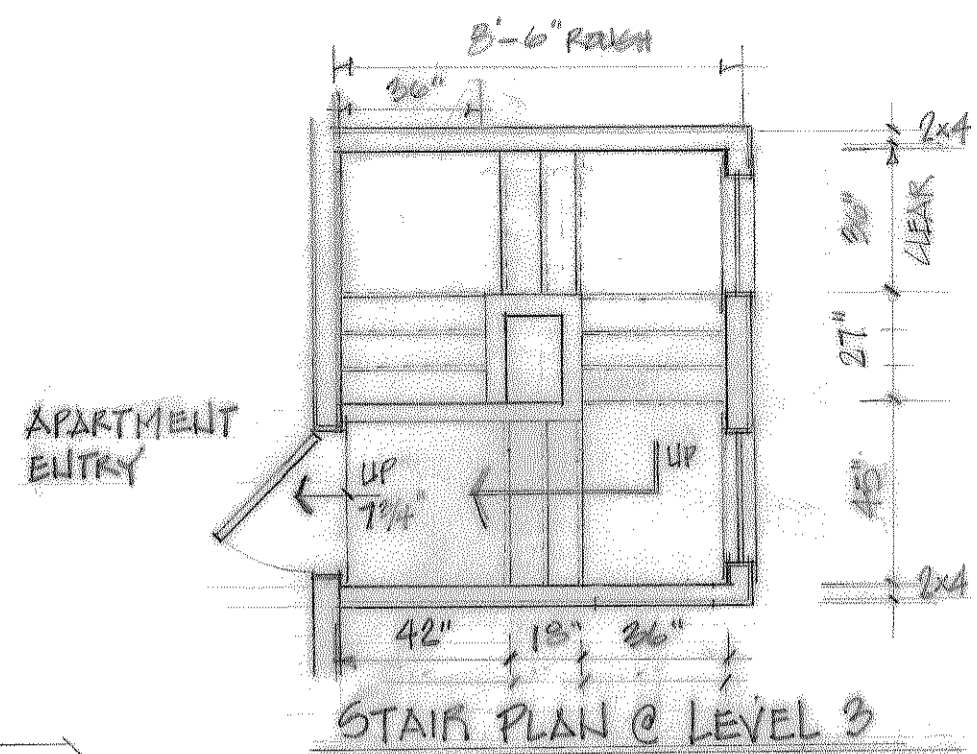 8'-6" ROUGH
36"
2x4
36"
CLEAR
27"
APARTMENT
ENTRY
UP
7 3/4"
UP
45"
2x4
42"
18"
36"
STAIR PLAN @ LEVEL 3